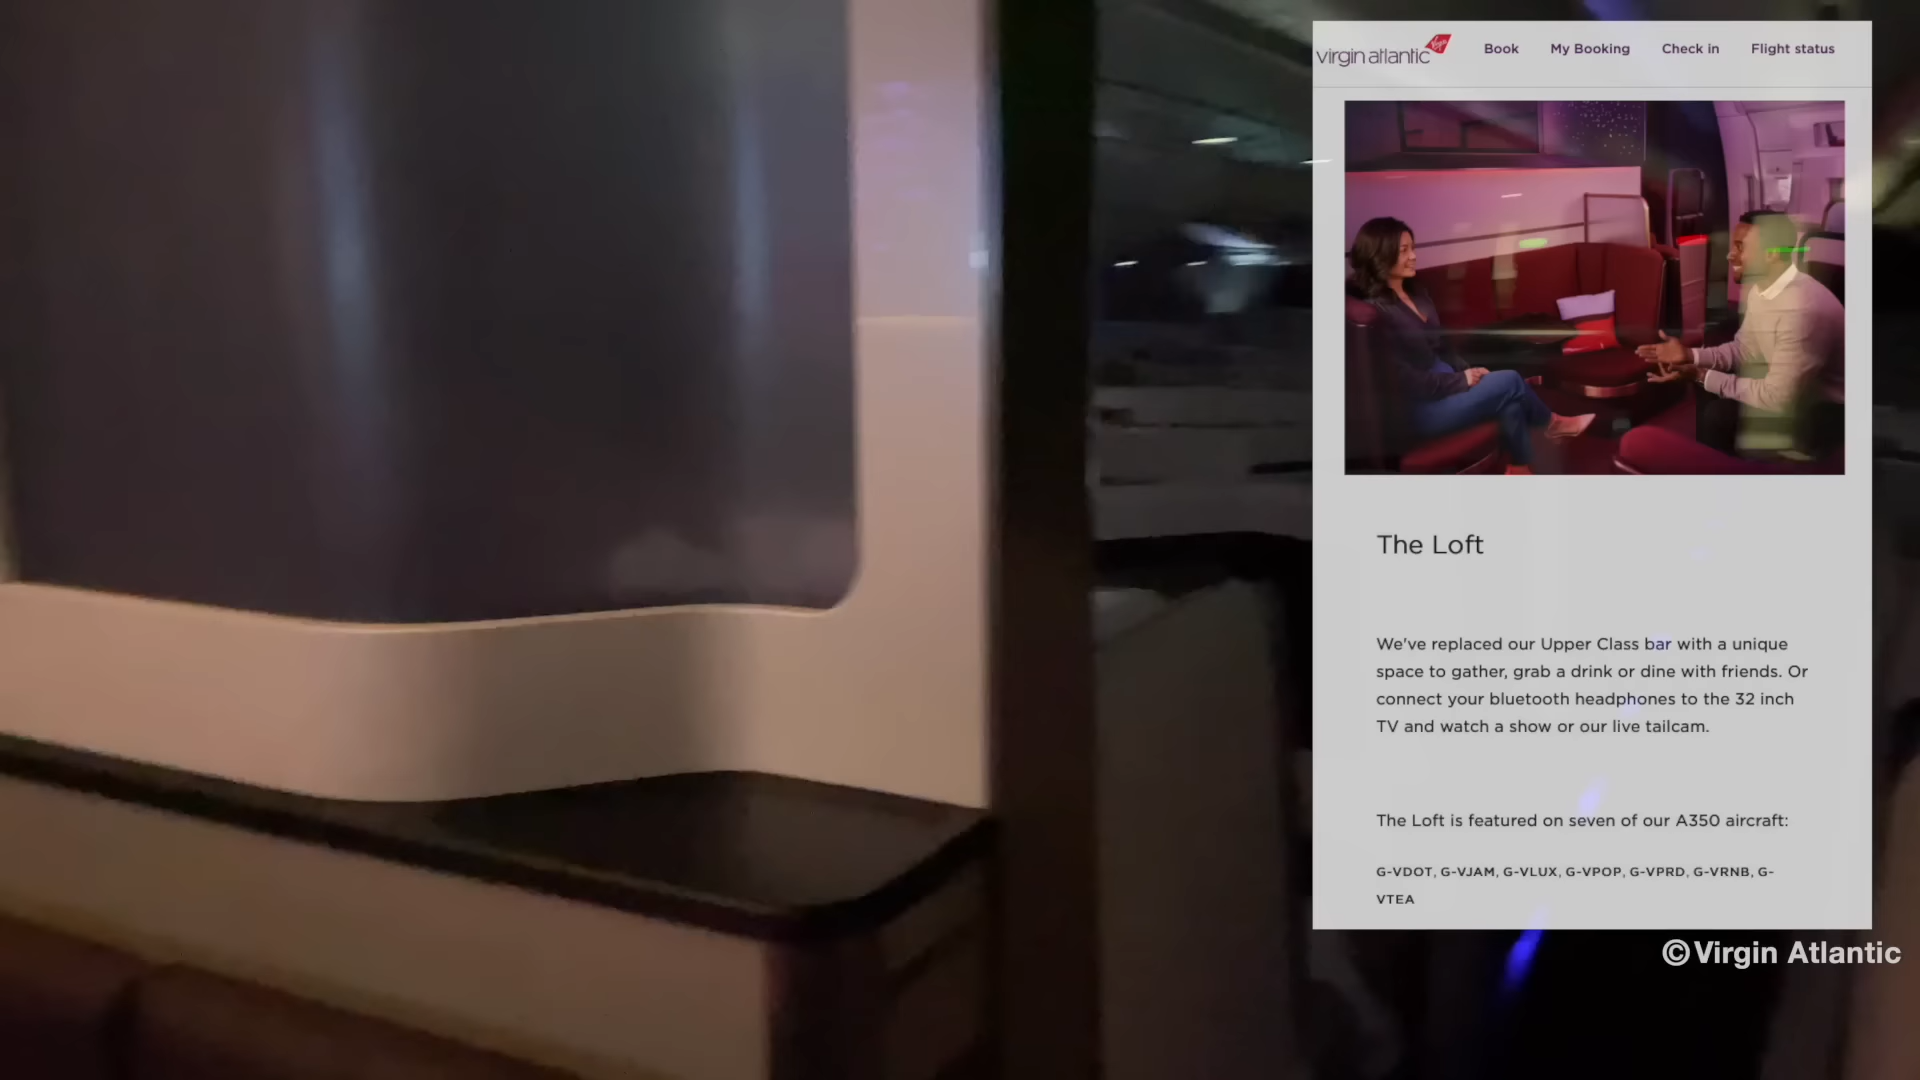 virgin atlantic
Book My Booking Check in Flight status
The Loft
We've replaced our Upper Class bar with a unique
space to gather, grab a drink or dine with friends. Or
connect your bluetooth headphones to the 32 inch
TV and watch a show or our live tailcam.
The Loft is featured on seven of our A350 aircraft:
G-VDOT, G-VJAM, G-VLUX, G-VPOP, G-VPRD, G-VRNB, G-
VTEA
©Virgin Atlantic